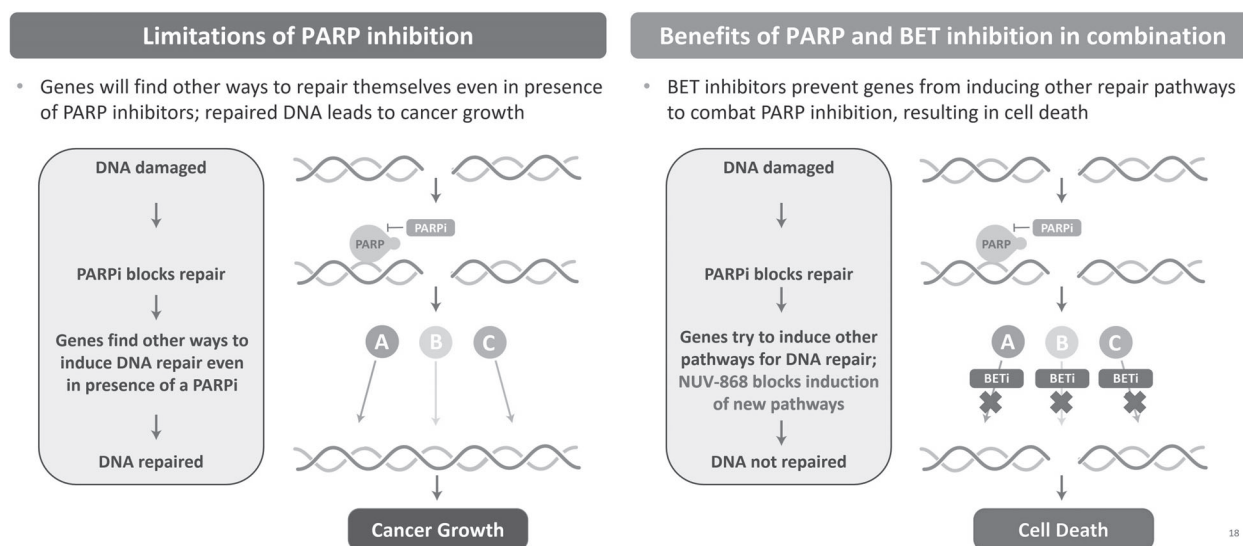 Limitations of PARP inhibition
• Genes will find other ways to repair themselves even in presence
of PARP inhibitors; repaired DNA leads to cancer growth
DNA damaged
PARPi blocks repair
Genes find other ways to
induce DNA repair even
in presence of a PARPi
DNA repaired
PARPi
PARP
A B C
Cancer Growth
Benefits of PARP and BET inhibition in combination
• BET inhibitors prevent genes from inducing other repair pathways
to combat PARP inhibition, resulting in cell death
DNA damaged
PARPi blocks repair
Genes try to induce other
pathways for DNA repair;
NUV-868 blocks induction
of new pathways
DNA not repaired
PARPi
PARP
A B C
BETi BETi BETi
Cell Death
18